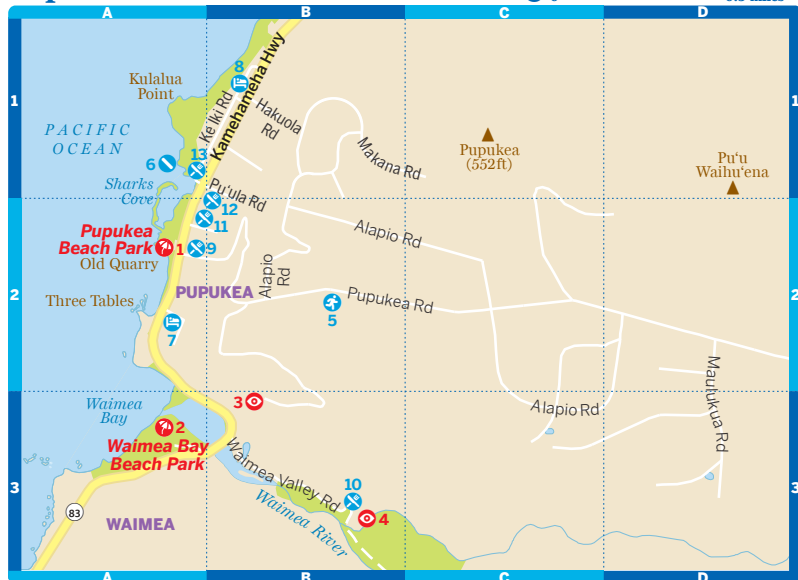 A B C D
8
Kulalua
Point
Ke Iki Rd
Kamehameha Hwy
Hakuola
Rd
1 1
PACIFIC
OCEAN
Makana Rd
Pupukea
(552ft)
Pu‘u
Waihu‘ena
6
13
Sharks
Cove
Pu‘ula Rd
12
11
Pupukea
Beach Park
1
9
Old Quarry
Alapio Rd
Alapio
Rd
2 2
Three Tables
PUPUKEA
Pupukea Rd
5
7
Maulukua Rd
Waimea
Bay
3
Alapio Rd
2
Waimea Bay
Beach Park
Waimea Valley Rd
3 3
10
4
Waimea River
83
WAIMEA
A B C D